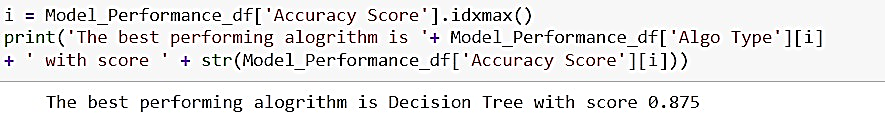 i = Model_Performance_df['Accuracy Score'].idxmax()
print('The best performing alogrithm is '+ Model_Performance_df['Algo Type'][i]
+ ' with score ' + str(Model_Performance_df['Accuracy Score'][i]))
The best performing alogrithm is Decision Tree with score 0.875